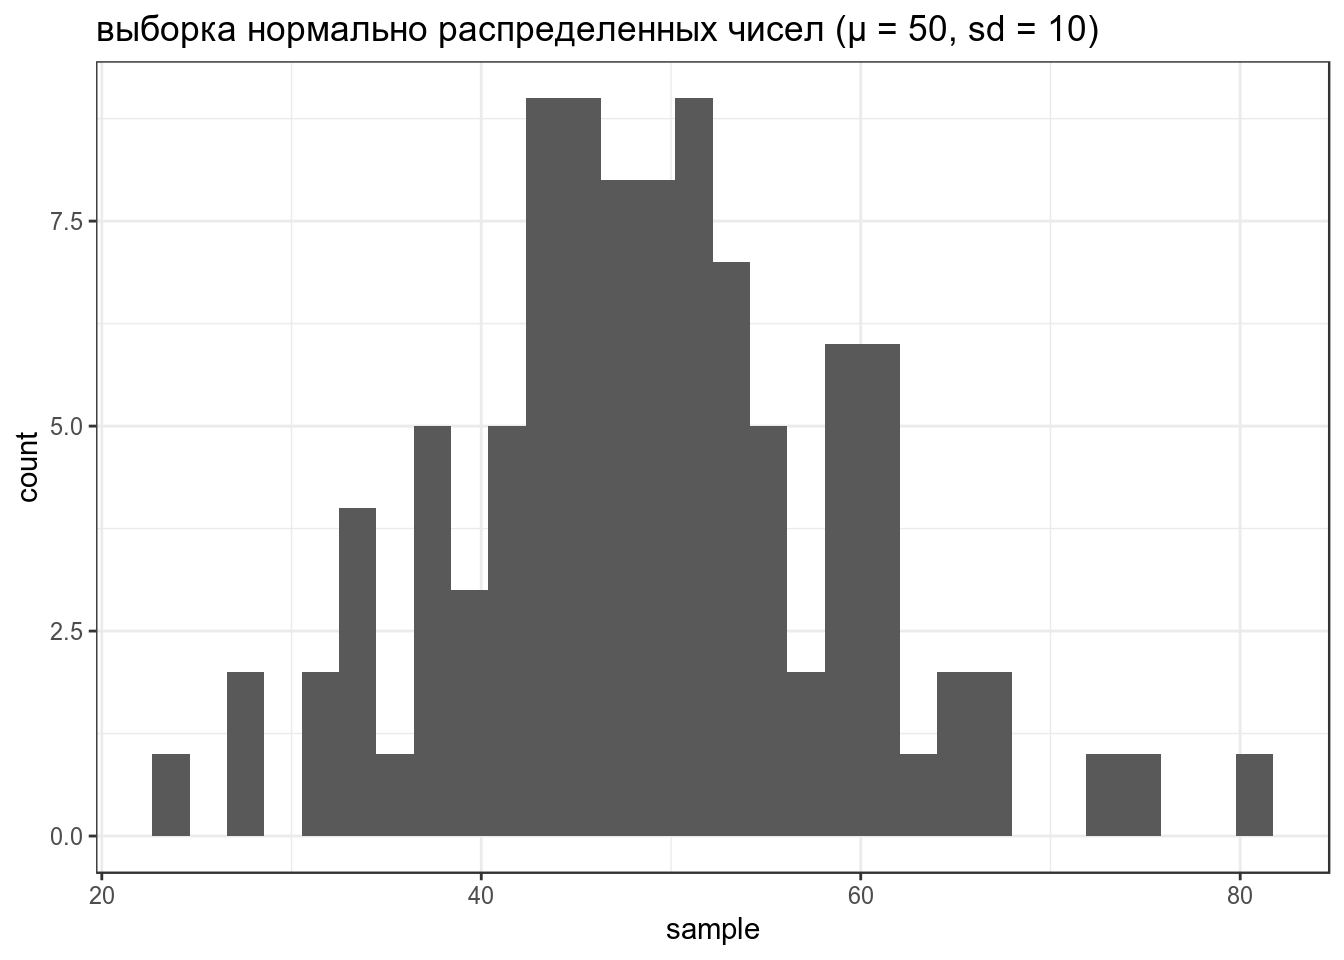 выборка нормально распределенных чисел (μ = 50, sd = 10)
count
7.5
5.0
2.5
0.0
20 40 60 80
sample